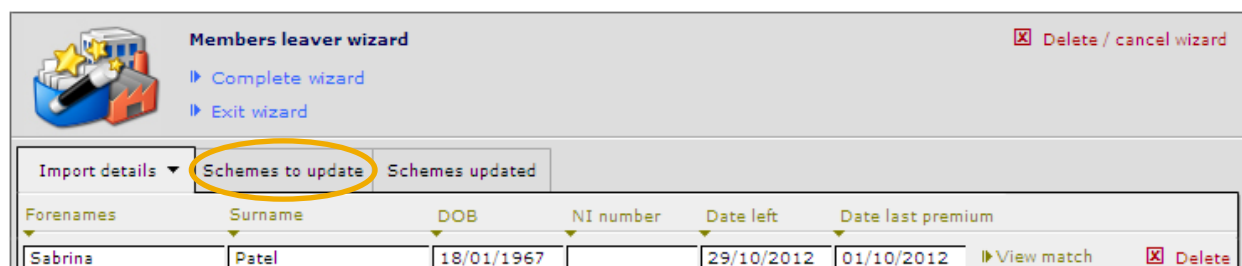 Members leaver wizard
Delete / cancel wizard
Complete wizard
Exit wizard
Import details Schemes to update Schemes updated
Forenames Surname DOB NI number Date left Date last premium
Sabrina Patel 18/01/1967 29/10/2012 01/10/2012 View match Delete